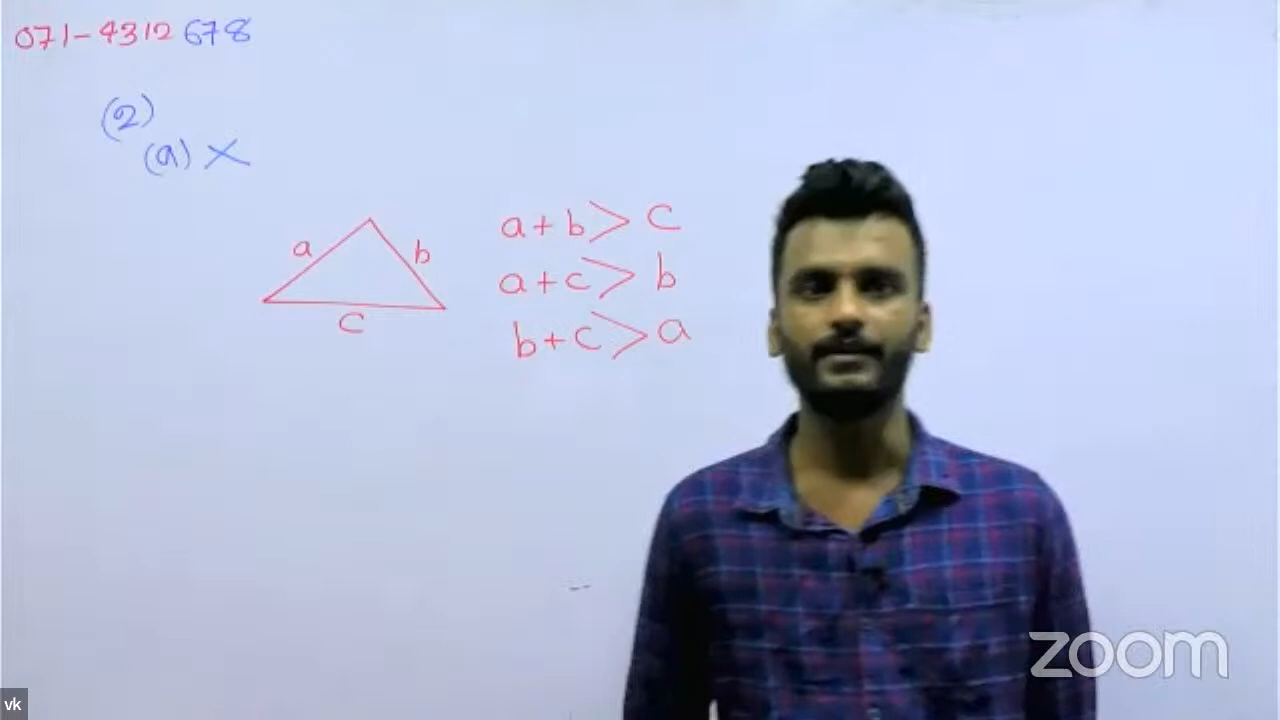 071-4312678
(2)
(a) ×
a
b
c
a+b > c
a+c > b
b+c > a
zoom
vk